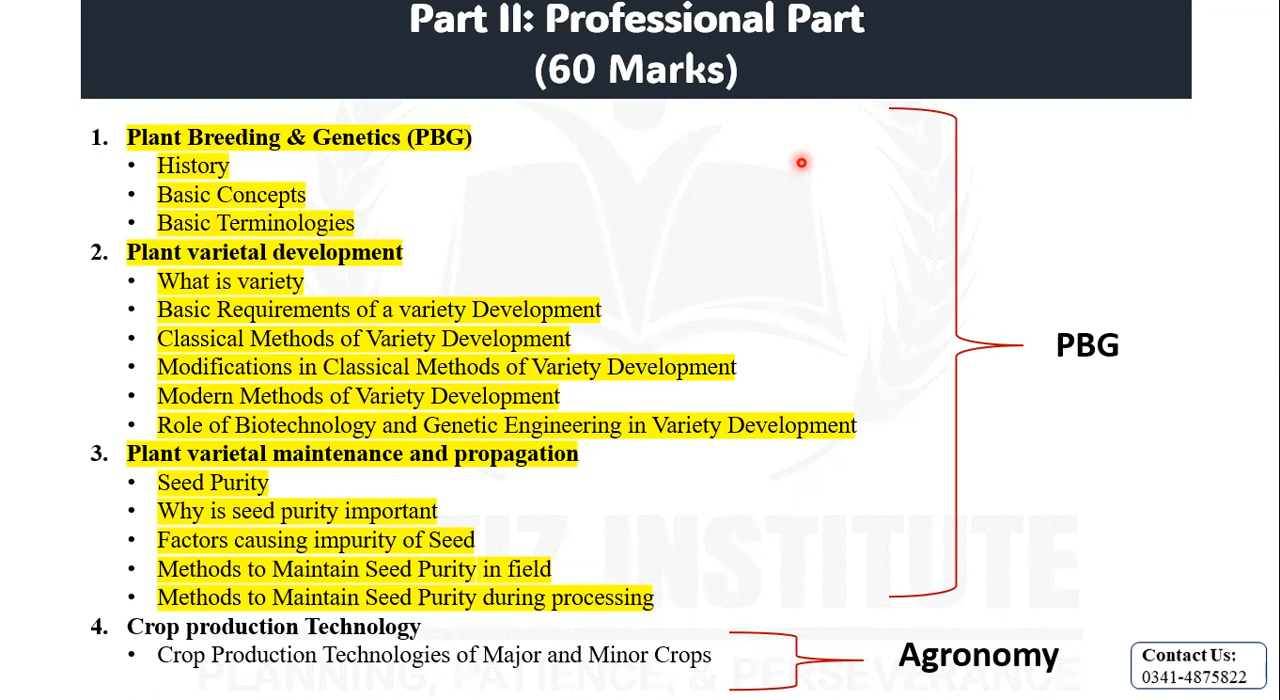 Part II: Professional Part
(60 Marks)
1. Plant Breeding & Genetics (PBG)
• History
• Basic Concepts
• Basic Terminologies
2. Plant varietal development
• What is variety
• Basic Requirements of a variety Development
• Classical Methods of Variety Development
• Modifications in Classical Methods of Variety Development
• Modern Methods of Variety Development
• Role of Biotechnology and Genetic Engineering in Variety Development
3. Plant varietal maintenance and propagation
• Seed Purity
• Why is seed purity important
• Factors causing impurity of Seed
• Methods to Maintain Seed Purity in field
• Methods to Maintain Seed Purity during processing
4. Crop production Technology
• Crop Production Technologies of Major and Minor Crops
PBG
Agronomy
INSTITUTE
PLANNING, PATIENCE, PERSEVERANCE
Contact Us:
0341-4875822